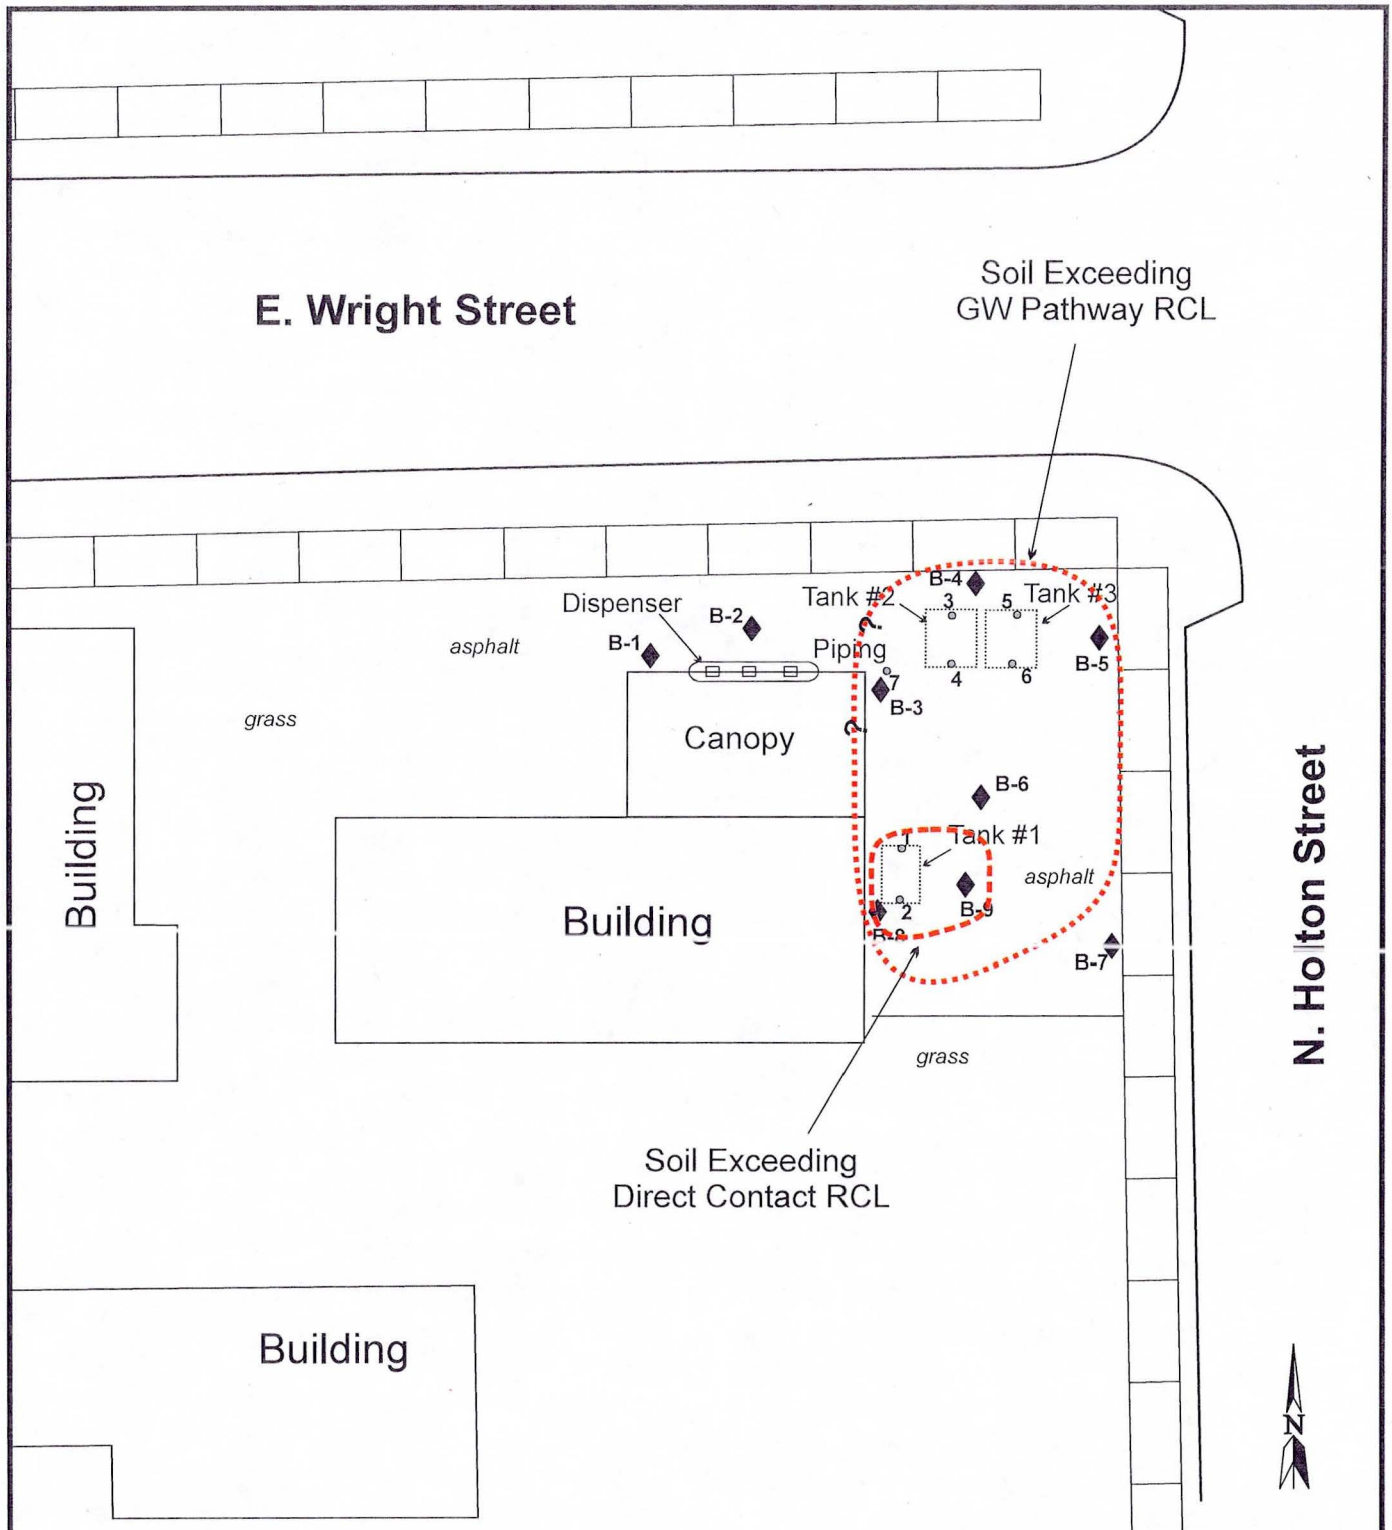 Soil Exceeding
GW Pathway RCL
E. Wright Street
B-4
Tank #2
3
5
Tank #3
Dispenser
B-2
?
B-1
asphalt
Piping
B-5
4
6
7
B-3
grass
?
Canopy
B-6
Building
1
Tank #1
asphalt
Building
2
B-9
B-8
B-7
N. Holton Street
grass
Soil Exceeding
Direct Contact RCL
Building
N